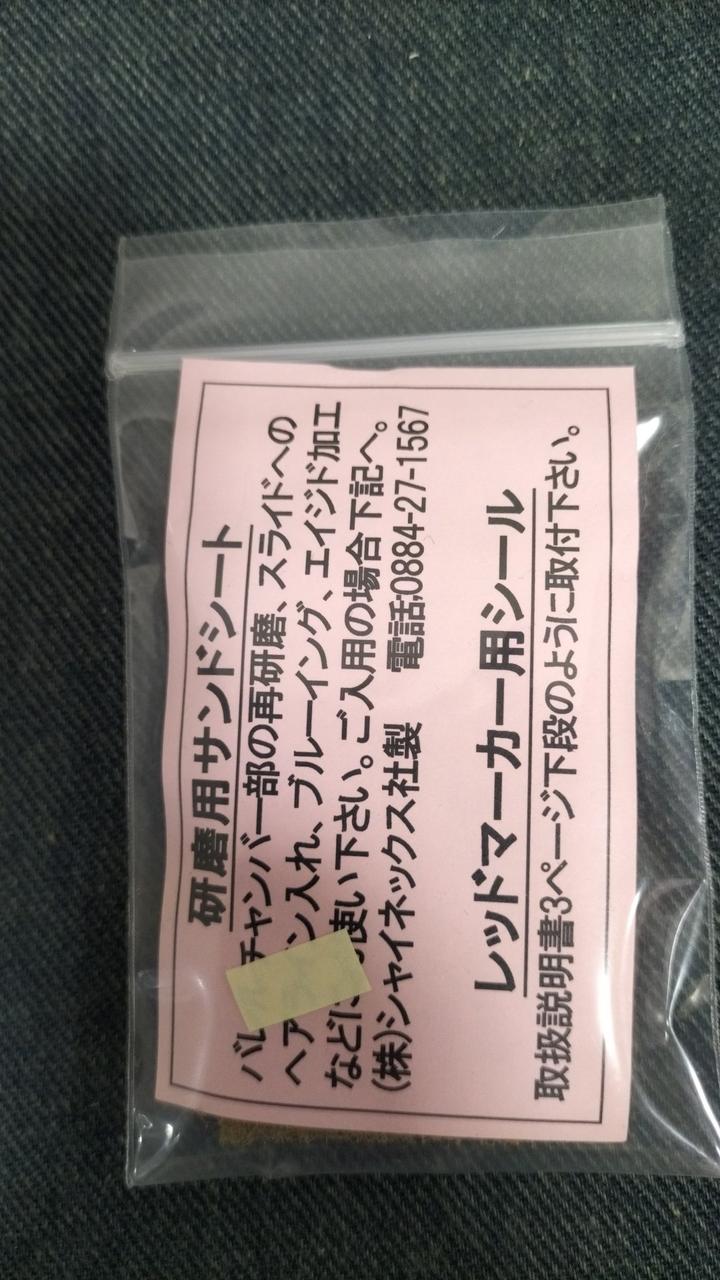 研磨用サンドシート
チャンバー部の再研磨、スライドへの
ヘアン入れ、ブルーイング、エイジド加工
などに使い下さい。ご入用の場合下記へ。
(株)シャイネックス社製 電話;0884-27-1567
レッドマーカー用シール
取扱説明書3ページ下段のように取付下さい。